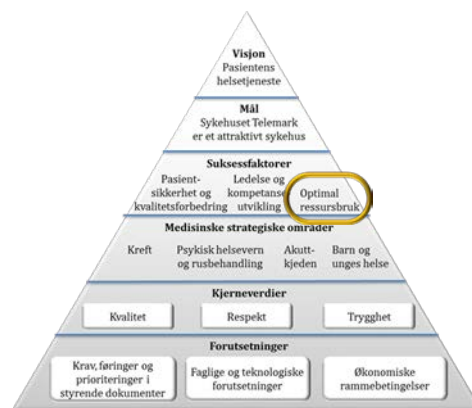 Visjon
Pasientens
helsetjeneste
Mål
Sykehuset Telemark
er et attraktivt sykehus
Suksessfaktorer
Pasient-
sikkerhet og
kvalitetsforbedring
Ledelse og
kompetanse
utvikling
Optimal
ressursbruk
Medisinske strategiske områder
Kreft
Psykisk helsevern
og rusbehandling
Akutt-
kjeden
Barn og
unges helse
Kjerneverdier
Kvalitet
Respekt
Trygghet
Forutsetninger
Krav, føringer og
prioriteringer i
styrende dokumenter
Faglige og teknologiske
forutsetninger
Økonomiske
rammebetingelser